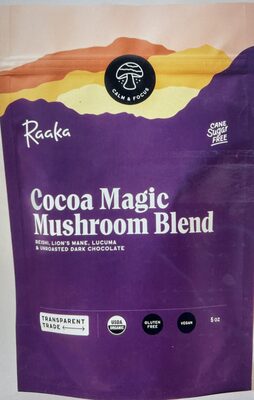 CALM & FOCUS
Raaka
CANE
SUGAR
FREE
Cocoa Magic
Mushroom Blend
REISHI, LION'S MANE, LUCUMA
& UNROASTED DARK CHOCOLATE
TRANSPARENT
TRADE
USDA
ORGANIC
GLUTEN
FREE
VEGAN
5 oz